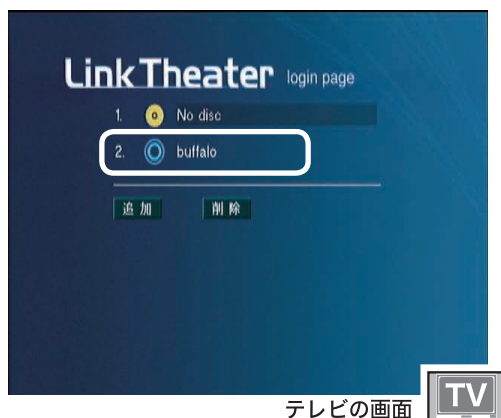 LinkTheater login page
1. No disc
2. buffalo
追加 削除
テレビの画面
TV